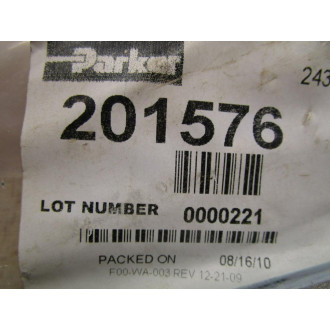 Parker
243
201576
LOT NUMBER 0000221
PACKED ON 08/16/10
F00-WA-003 REV 12-21-09